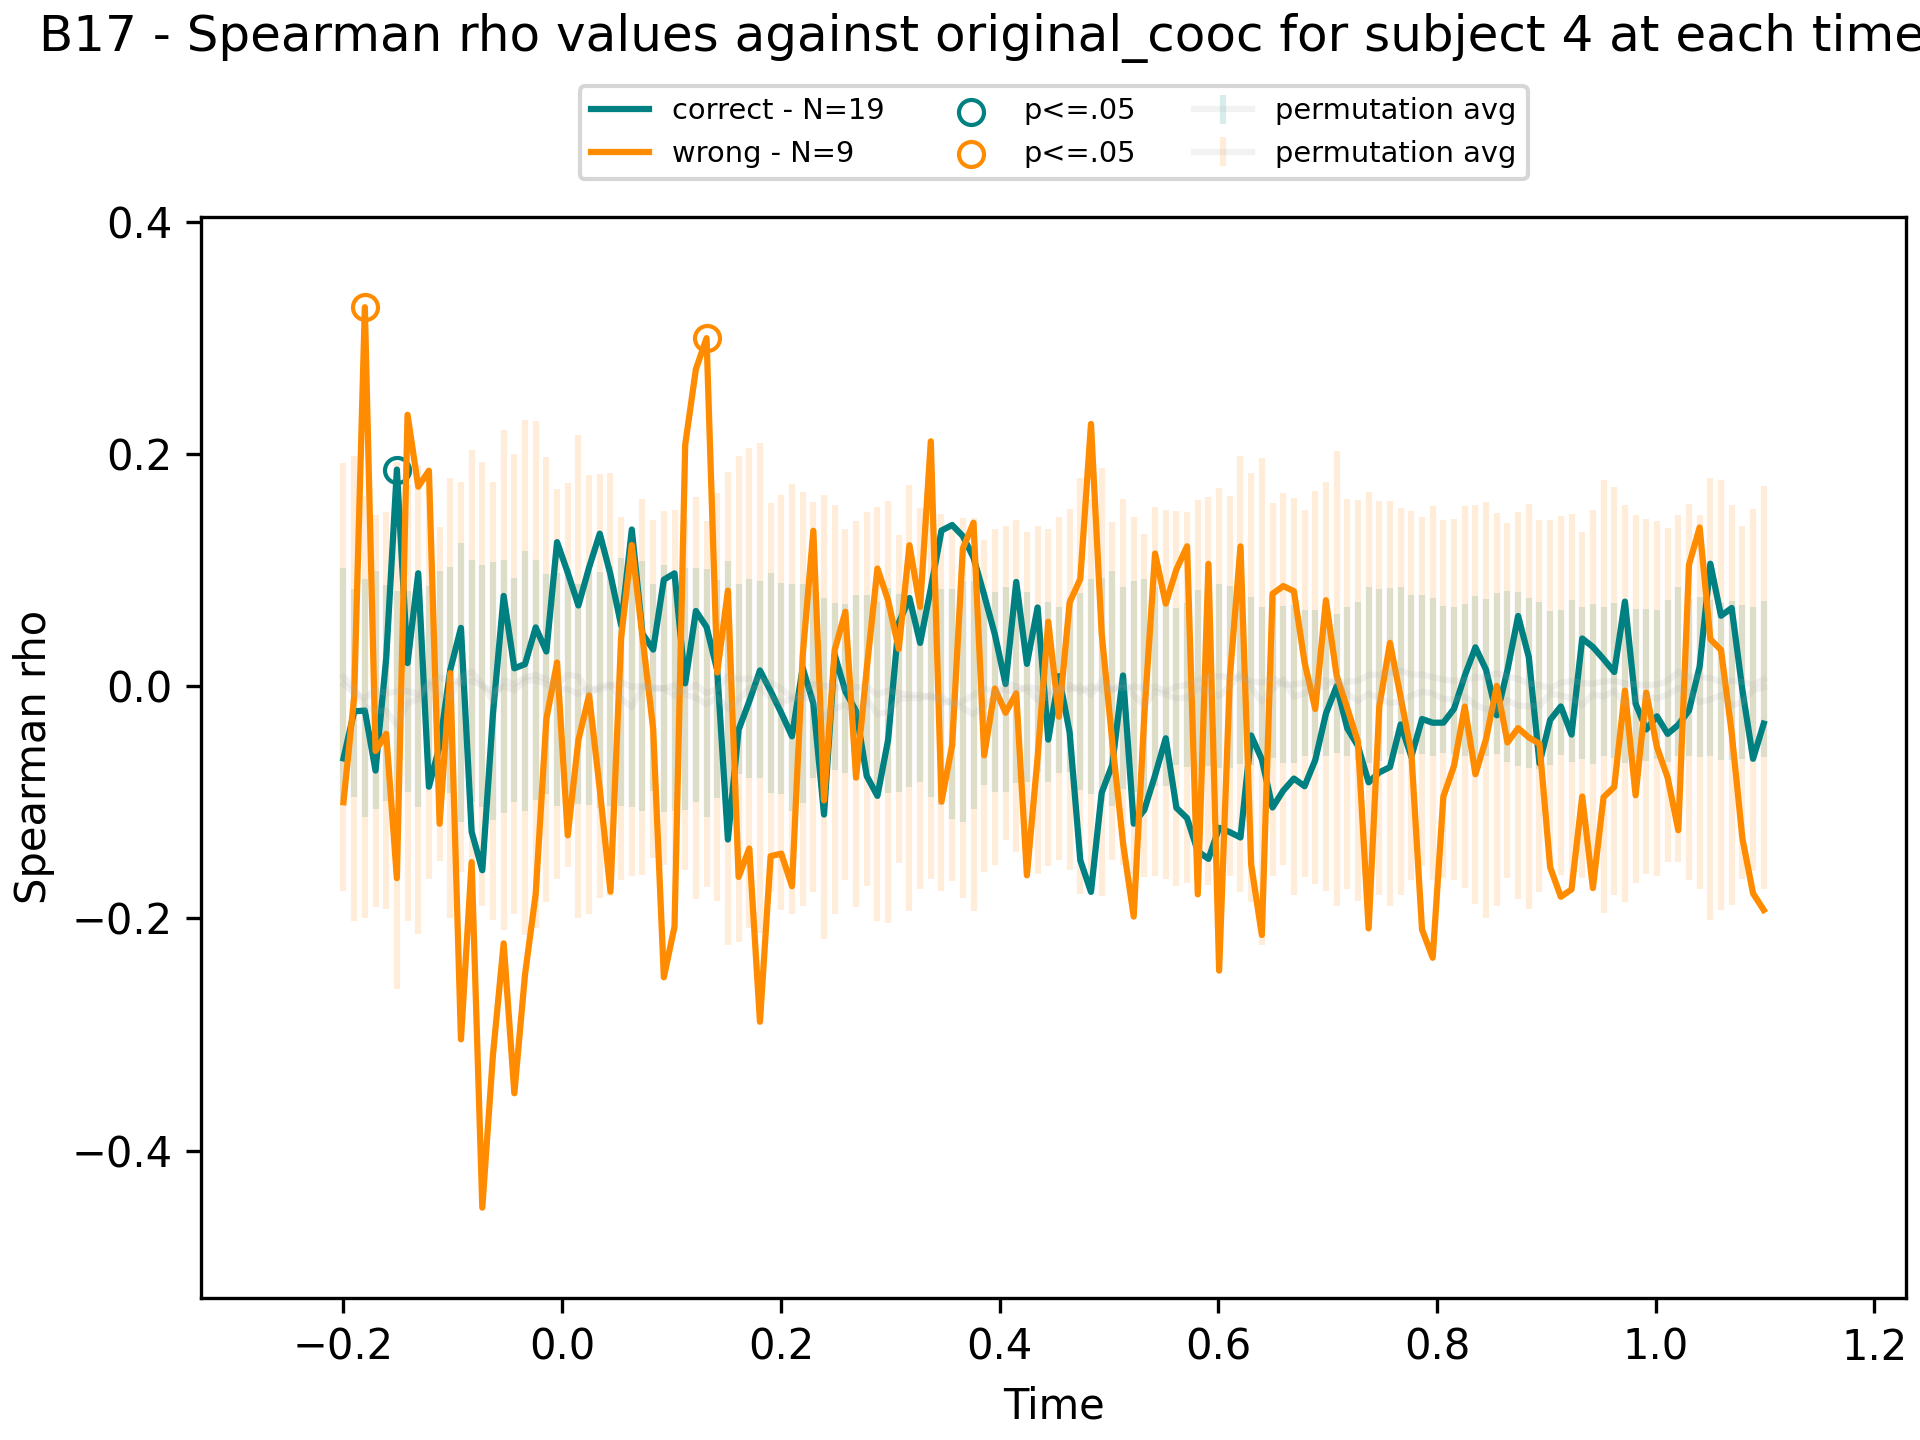 B17 - Spearman rho values against original_cooc for subject 4 at each time
correct - N=19
wrong - N=9
p<=.05
p<=.05
permutation avg
permutation avg
Spearman rho
0.4
0.2
0.0
−0.2
−0.4
−0.2 0.0 0.2 0.4 0.6 0.8 1.0 1.2
Time